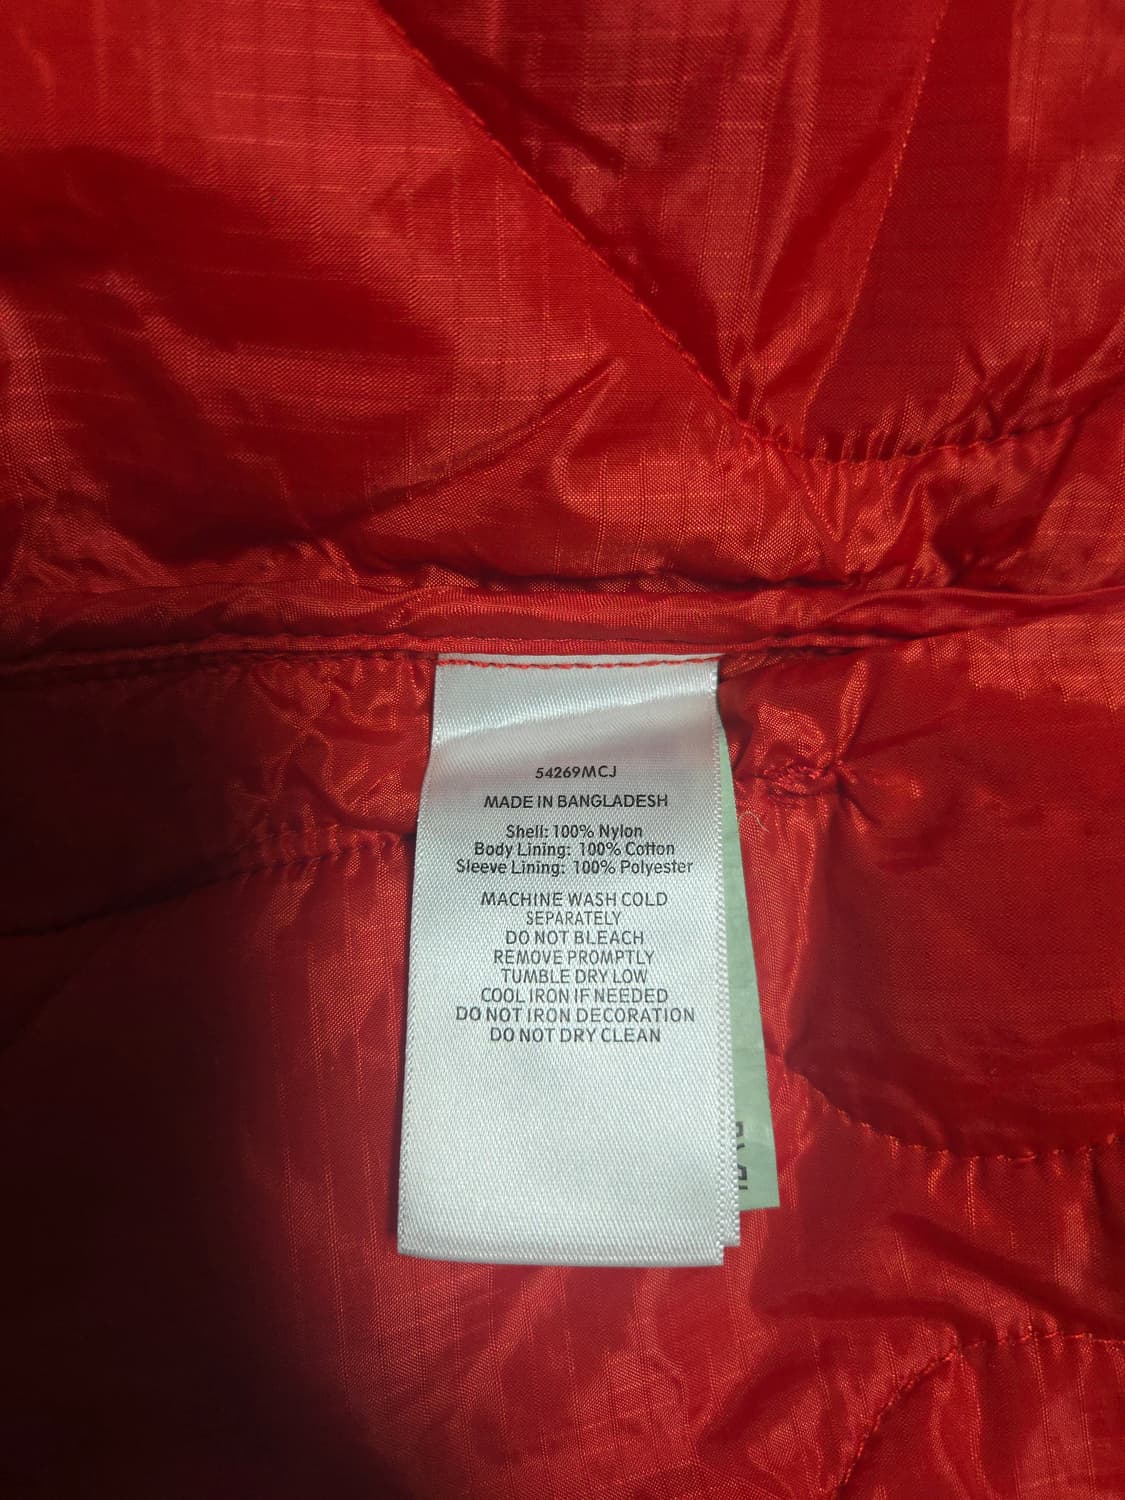 54269MCJ
MADE IN BANGLADESH
Shell: 100% Nylon
Body Lining: 100% Cotton
Sleeve Lining: 100% Polyester
MACHINE WASH COLD
SEPARATELY
DO NOT BLEACH
REMOVE PROMPTLY
TUMBLE DRY LOW
COOL IRON IF NEEDED
DO NOT IRON DECORATION
DO NOT DRY CLEAN